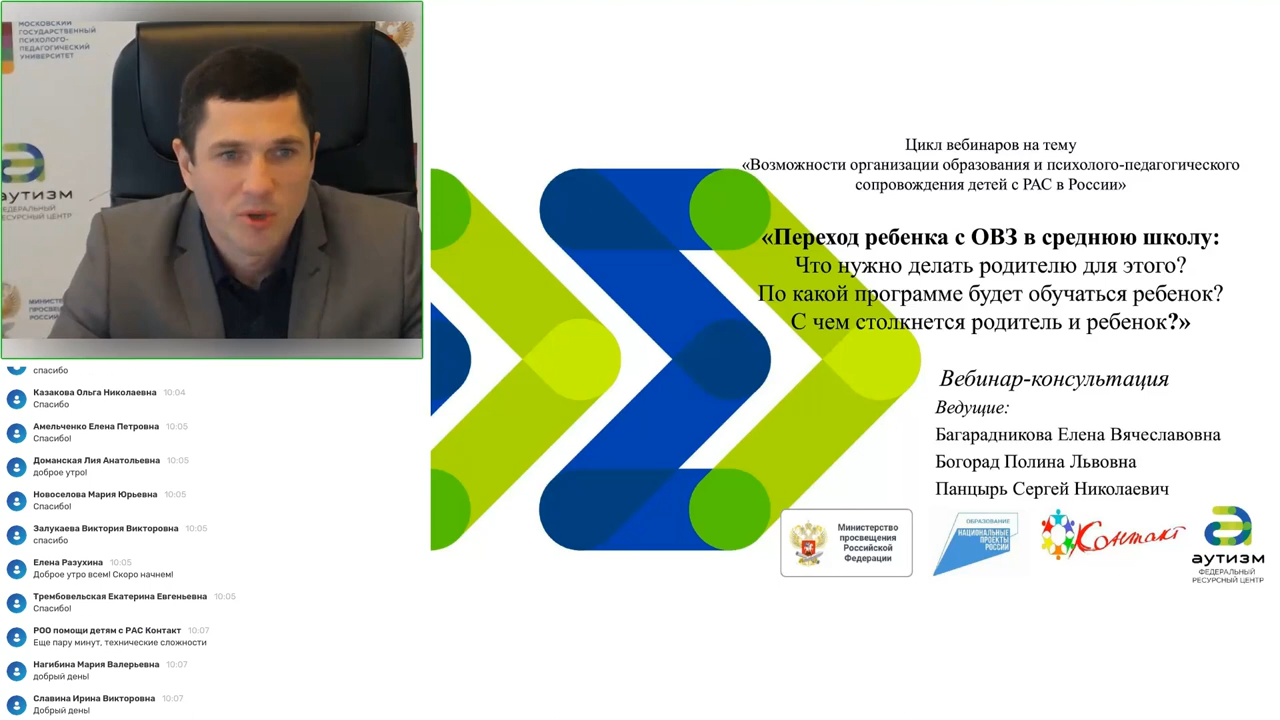 МОСКОВСКИЙ
ГОСУДАРСТВЕННЫЙ
ПСИХОЛОГО-
ПЕДАГОГИЧЕСКИЙ
УНИВЕРСИТЕТ
аутизм
ФЕДЕРАЛЬНЫЙ
РЕСУРСНЫЙ ЦЕНТР
спасибо
Казакова Ольга Николаевна 10:04
Спасибо
Амельченко Елена Петровна 10:05
Спасибо!
Доманская Лия Анатольевна 10:05
доброе утро!
Новоселова Мария Юрьевна 10:05
Спасибо!
Залукаева Виктория Викторовна 10:05
спасибо
Елена Разухина 10:05
Доброе утро всем! Скоро начнем!
Трембовельская Екатерина Евгеньевна 10:05
Спасибо!
РОО помощи детям с РАС Контакт 10:07
Еще пару минут, технические сложности
Нагибина Мария Валерьевна 10:07
добрый день!
Славина Ирина Викторовна 10:07
Добрый день!
Цикл вебинаров на тему
«Возможности организации образования и психолого-педагогического
сопровождения детей с РАС в России»
«Переход ребенка с ОВЗ в среднюю школу:
Что нужно делать родителю для этого?
По какой программе будет обучаться ребенок?
С чем столкнется родитель и ребенок?»
Вебинар-консультация
Ведущие:
Багарадникова Елена Вячеславовна
Богорад Полина Львовна
Панцырь Сергей Николаевич
Министерство
просвещения
Российской
Федерации
ОБРАЗОВАНИЕ
НАЦИОНАЛЬНЫЕ
ПРОЕКТЫ
РОССИИ
Контакт
аутизм
ФЕДЕРАЛЬНЫЙ
РЕСУРСНЫЙ ЦЕНТР